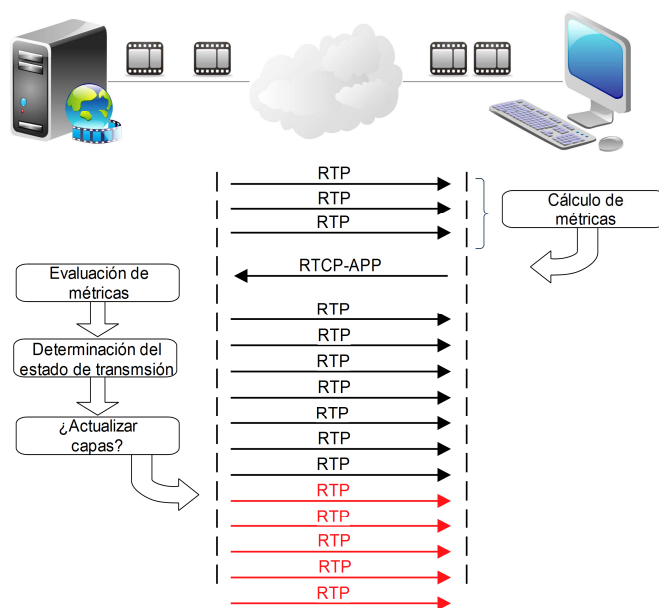 RTP
RTP
RTP
Cálculo de
métricas
RTCP-APP
Evaluación de
métricas
RTP
RTP
Determinación del
estado de transmsión
RTP
RTP
¿Actualizar
capas?
RTP
RTP
RTP
RTP
RTP
RTP
RTP
RTP